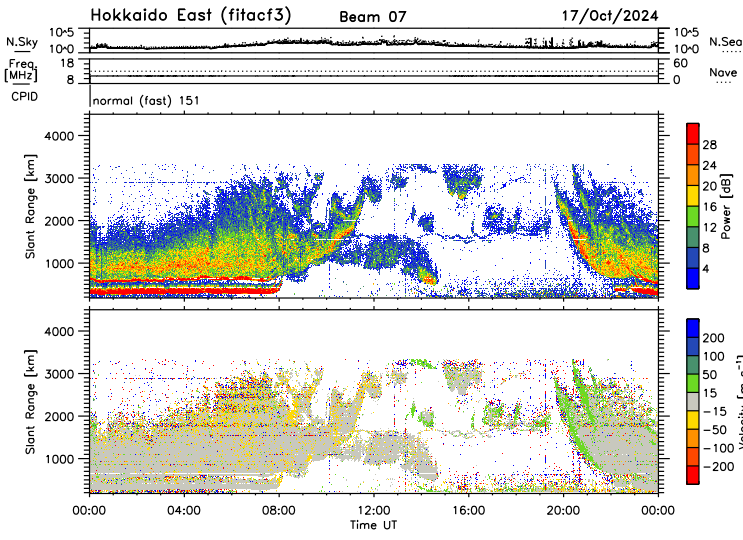 Hokkaido East (fitacf3) Beam 07 17/Oct/2024
N.Sky 10^5 10^0 10^5 10^0 N.Sea
Freq. [MHz] 18 8 60 0 Nave
CPID normal (fast) 151
Slant Range [km]
4000
3000
2000
1000
Power [dB]
28
24
20
16
12
8
4
Slant Range [km]
4000
3000
2000
1000
200
100
50
15
-15
-50
-100
-200
00:00 04:00 08:00 12:00 16:00 20:00 00:00
Time UT